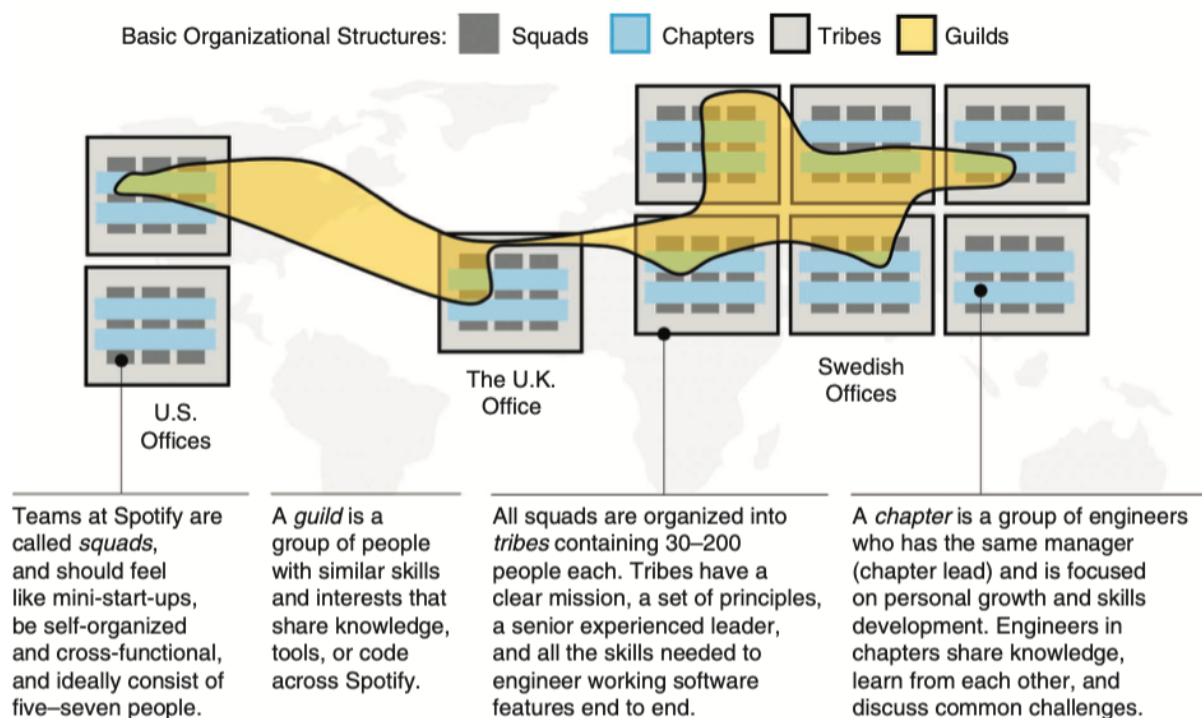 Basic Organizational Structures: Squads Chapters Tribes Guilds
U.S.
Offices
The U.K.
Office
Swedish
Offices
Teams at Spotify are
called squads,
and should feel
like mini-start-ups,
be self-organized
and cross-functional,
and ideally consist of
five–seven people.
A guild is a
group of people
with similar skills
and interests that
share knowledge,
tools, or code
across Spotify.
All squads are organized into
tribes containing 30–200
people each. Tribes have a
clear mission, a set of principles,
a senior experienced leader,
and all the skills needed to
engineer working software
features end to end.
A chapter is a group of engineers
who has the same manager
(chapter lead) and is focused
on personal growth and skills
development. Engineers in
chapters share knowledge,
learn from each other, and
discuss common challenges.